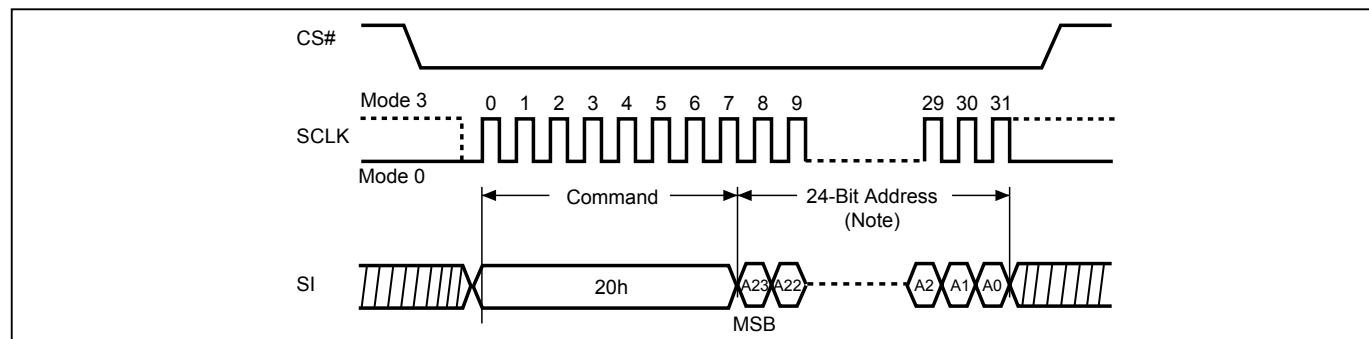 CS#
Mode 3
0 1 2 3 4 5 6 7 8 9 29 30 31
SCLK
Mode 0
Command
24-Bit Address
(Note)
SI
20h
A23 A22 A2 A1 A0
MSB